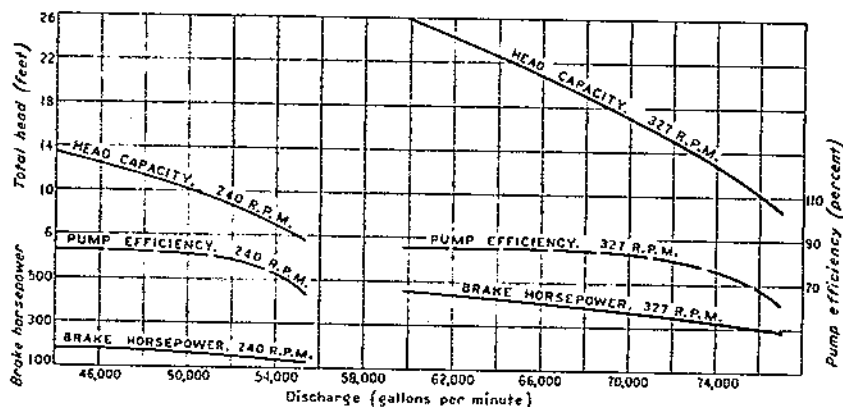 Total head (feet)
26
22
18
14
10
6
Brake horsepower
500
300
100
HEAD CAPACITY, 240 R.P.M.
PUMP EFFICIENCY, 240 R.P.M.
BRAKE HORSEPOWER, 240 R.P.M.
HEAD CAPACITY, 327 R.P.M.
PUMP EFFICIENCY, 327 R.P.M.
BRAKE HORSEPOWER, 327 R.P.M.
110
90
70
Pump efficiency (percent)
46,000 50,000 54,000 58,000 62,000 66,000 70,000 74,000
Discharge (gallons per minute)